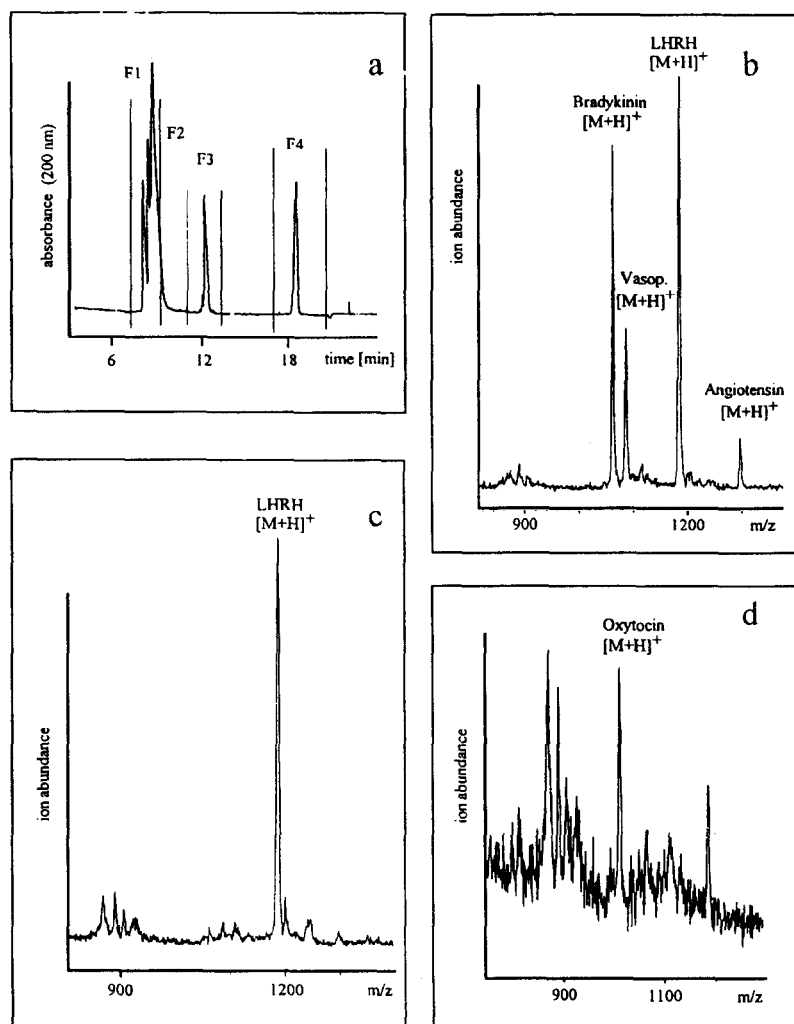 a
F1
F2
F3
F4
absorbance (200 nm)
6
12
18
time [min]
b
LHRH
[M+H]+
Bradykinin
[M+H]+
Vasop.
[M+H]+
Angiotensin
[M+H]+
ion abundance
900
1200
m/z
c
LHRH
[M+H]+
ion abundance
900
1200
m/z
d
Oxytocin
[M+H]+
ion abundance
900
1100
m/z